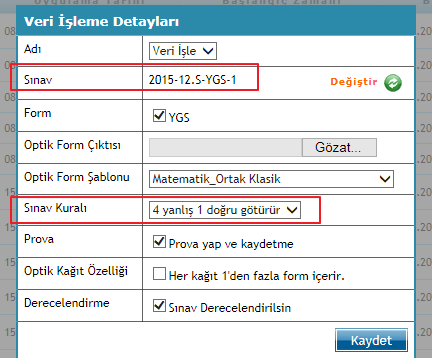 Veri İşleme Detayları
Adı Veri İşle
Sınav 2015-12.S-YGS-1 Değiştir
Form YGS
Optik Form Çıktısı Gözat...
Optik Form Şablonu Matematik_Ortak Klasik
Sınav Kuralı 4 yanlış 1 doğru götürür
Prova Prova yap ve kaydetme
Optik Kağıt Özelliği Her kağıt 1'den fazla form içerir.
Derecelendirme Sınav Derecelendirilsin
Kaydet